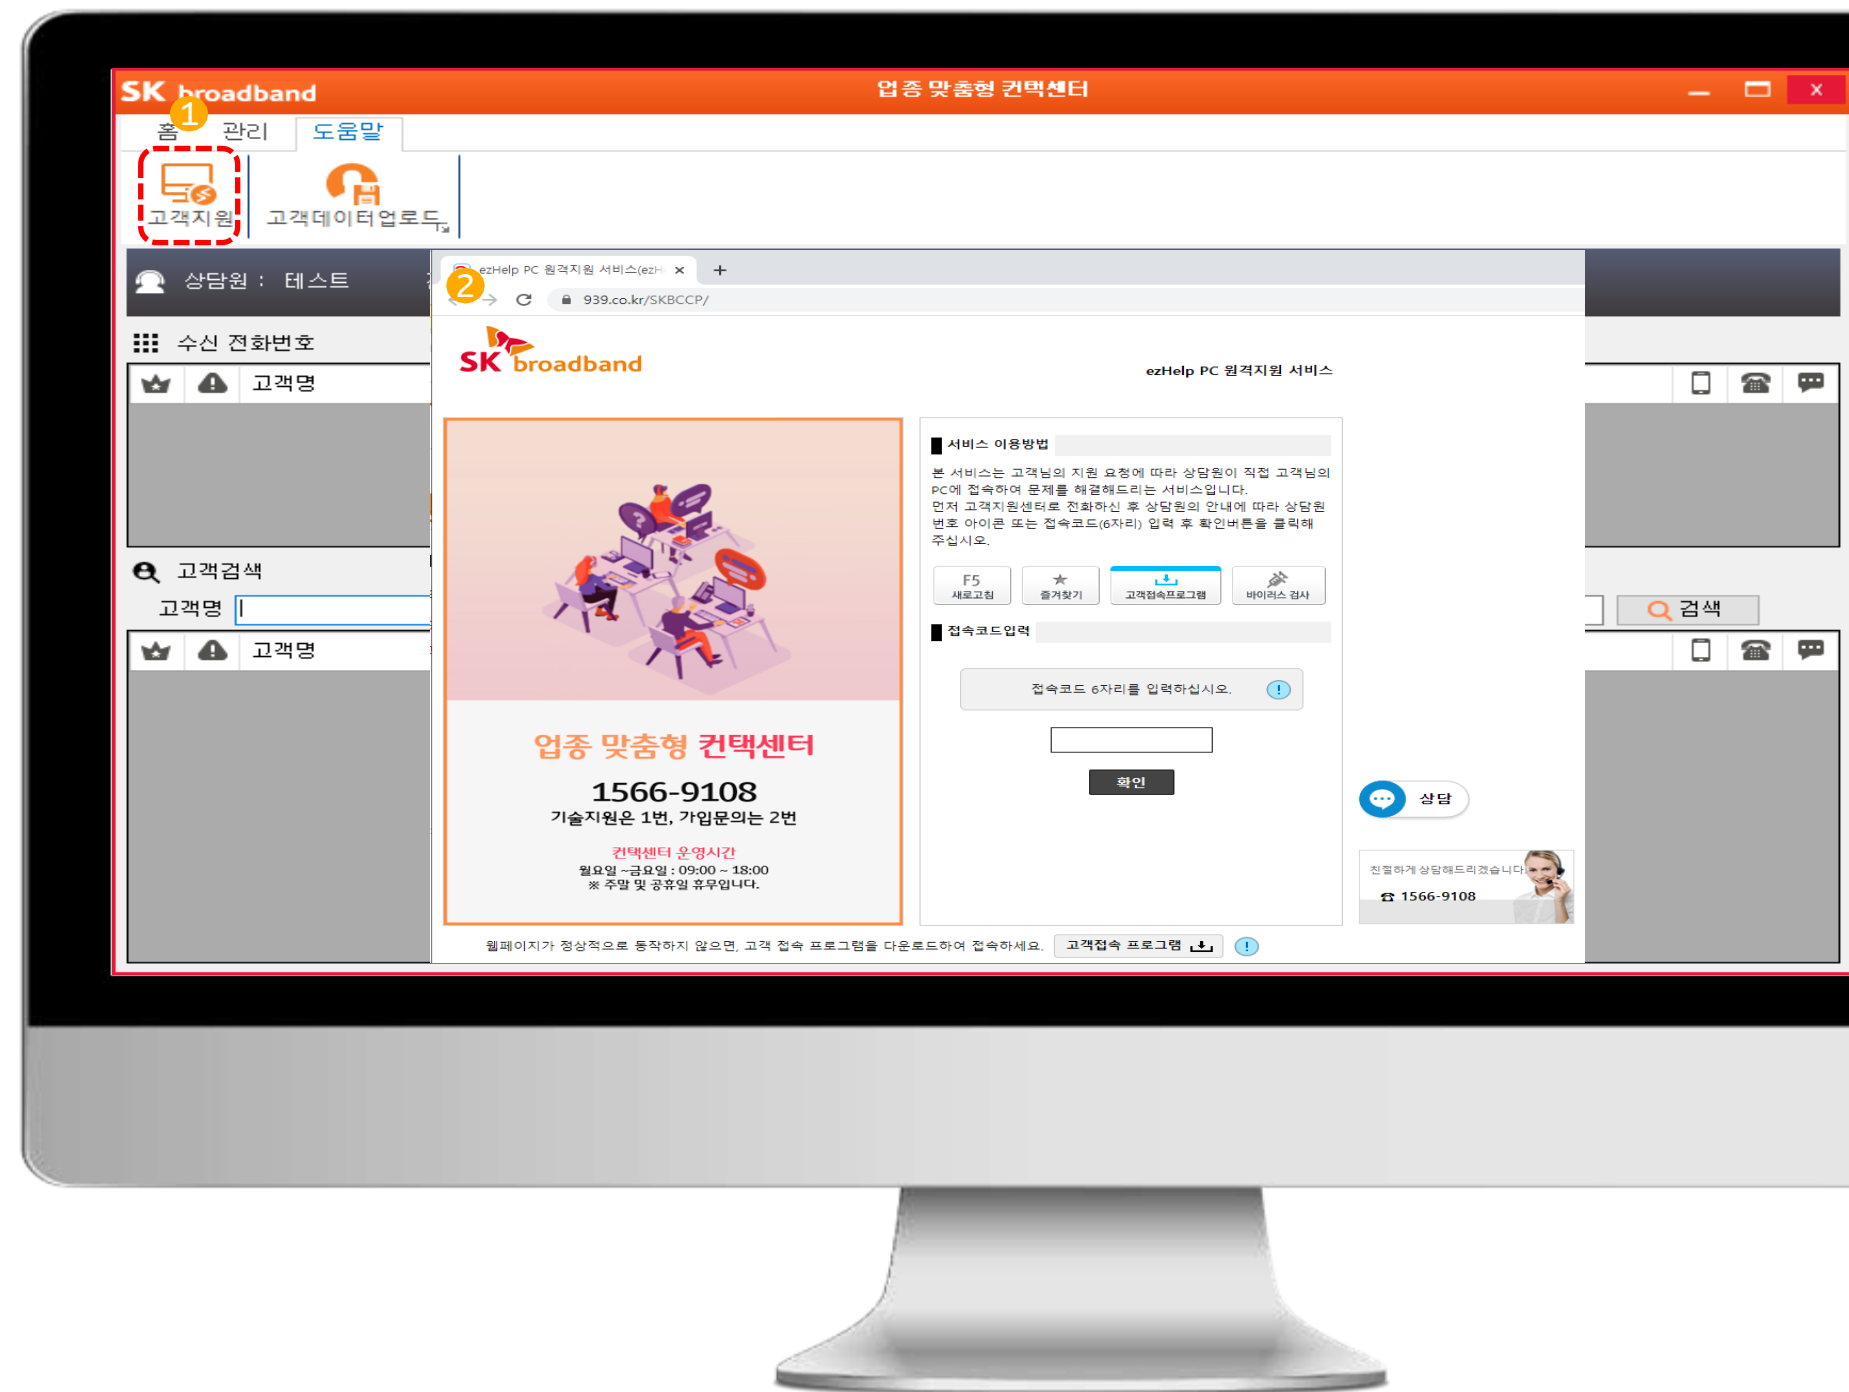 SK broadband
업종 맞춤형 컨택센터
X
1
홈 관리 도움말
고객지원 고객데이터업로드
상담원 : 테스트
2
ezHelp PC 원격지원 서비스(ezH
939.co.kr/SKBCCP/
수신 전화번호
고객명
SK broadband
ezHelp PC 원격지원 서비스
서비스 이용방법
본 서비스는 고객님의 지원 요청에 따라 상담원이 직접 고객님의
PC에 접속하여 문제를 해결해드리는 서비스입니다.
먼저 고객지원센터로 전화하신 후 상담원의 안내에 따라 상담원
번호 아이콘 또는 접속코드(6자리) 입력 후 확인버튼을 클릭해
주십시오.
F5
새로고침 즐겨찾기 고객접속프로그램 바이러스 검사
고객검색
고객명
검색
고객명
접속코드입력
접속코드 6자리를 입력하십시오.
확인
업종 맞춤형 컨택센터
1566-9108
기술지원은 1번, 가입문의는 2번
컨택센터 운영시간
월요일 ~금요일 : 09:00 ~ 18:00
※ 주말 및 공휴일 휴무입니다.
상담
친절하게 상담해드리겠습니다
☎ 1566-9108
웹페이지가 정상적으로 동작하지 않으면, 고객 접속 프로그램을 다운로드하여 접속하세요. 고객접속 프로그램